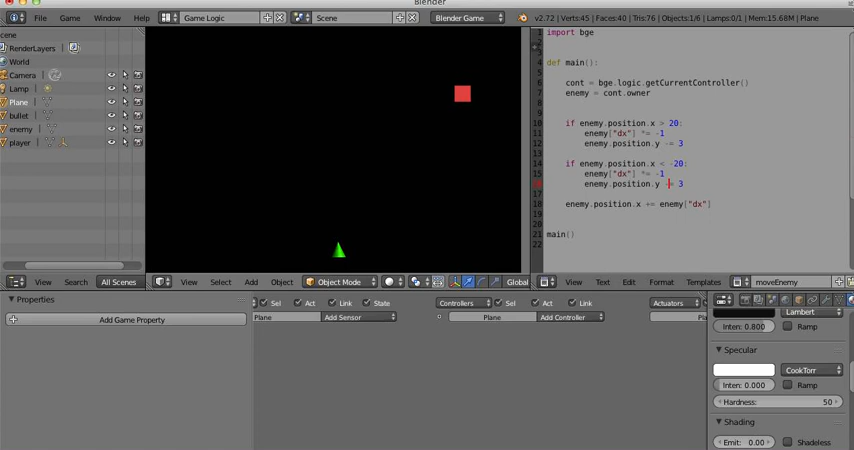 Blender
File Game Window Help Game Logic Scene Blender Game v2.72 | Verts:45 | Faces:40 | Tris:76 | Objects:1/6 | Lamps:0/1 | Mem:15.68M | Plane
cene
RenderLayers
World
Camera
Lamp
Plane
bullet
enemy
player
View Search All Scenes
View Select Add Object Object Mode Global
1 import bge
2
4 def main():
5
6 cont = bge.logic.getCurrentController()
7 enemy = cont.owner
8
9
10 if enemy.position.x > 20:
11 enemy["dx"] *= -1
12 enemy.position.y -= 3
13
14 if enemy.position.x < -20:
15 enemy["dx"] *= -1
enemy.position.y -= 3
18 enemy.position.x += enemy["dx"]
19
20
21 main()
22
View Text Edit Format Templates moveEnemy
Properties
Add Game Property
Sel Act Link State
Plane Add Sensor
Controllers Sel Act Link
Plane Add Controller
Actuators
Pla
Lambert
Inten: 0.800 Ramp
Specular
CookTorr
Inten: 0.000 Ramp
Hardness: 50
Shading
Emit: 0.00 Shadeless